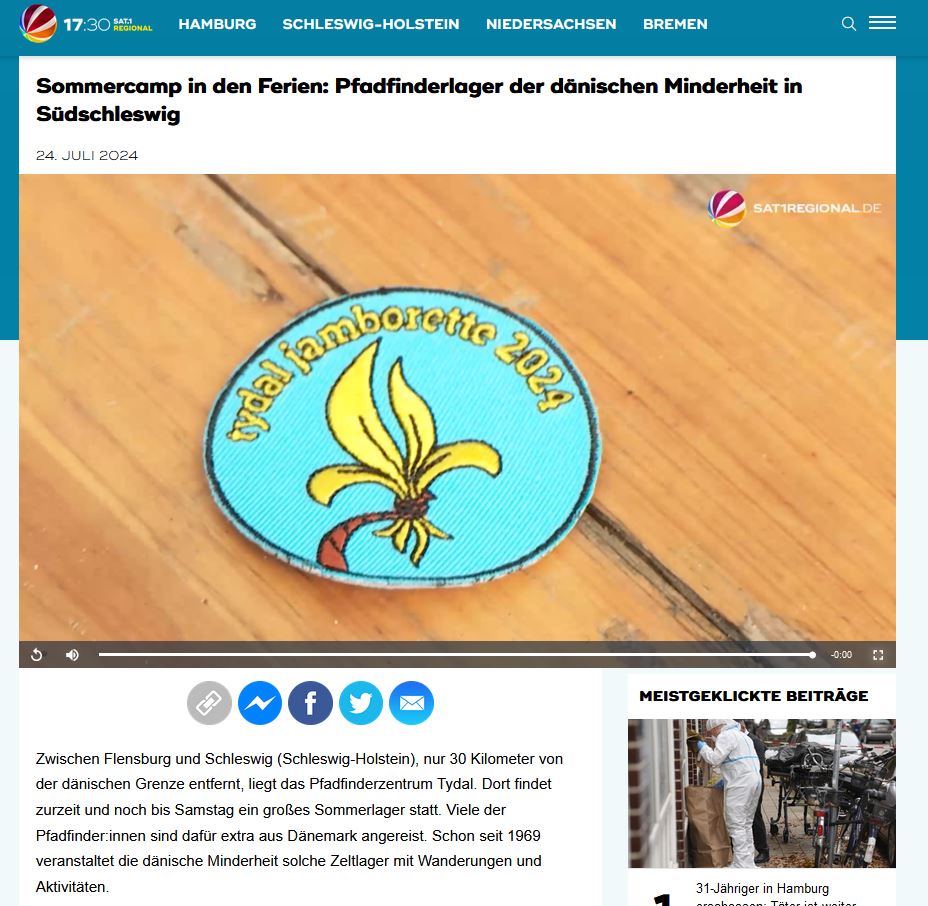 17:30 SAT.1 REGIONAL
HAMBURG SCHLESWIG-HOLSTEIN NIEDERSACHSEN BREMEN
Sommercamp in den Ferien: Pfadfinderlager der dänischen Minderheit in
Südschleswig
24. JULI 2024
SAT1REGIONAL.DE
tydal jamborette 2024
-0:00
f
MEISTGEKLICKTE BEITRÄGE
Zwischen Flensburg und Schleswig (Schleswig-Holstein), nur 30 Kilometer von
der dänischen Grenze entfernt, liegt das Pfadfinderzentrum Tydal. Dort findet
zurzeit und noch bis Samstag ein großes Sommerlager statt. Viele der
Pfadfinder:innen sind dafür extra aus Dänemark angereist. Schon seit 1969
veranstaltet die dänische Minderheit solche Zeltlager mit Wanderungen und
Aktivitäten.
1
31-Jähriger in Hamburg
erschossen: Täter ist weiter